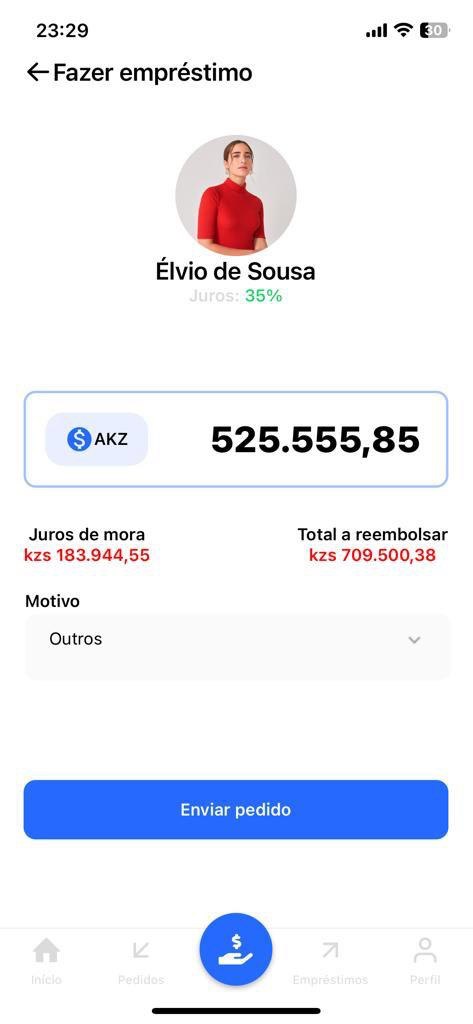 23:29
30
Fazer empréstimo
Élvio de Sousa
Juros: 35%
$ AKZ
525.555,85
Juros de mora
kzs 183.944,55
Total a reembolsar
kzs 709.500,38
Motivo
Outros
Enviar pedido
$
Início
Pedidos
Empréstimos
Perfil